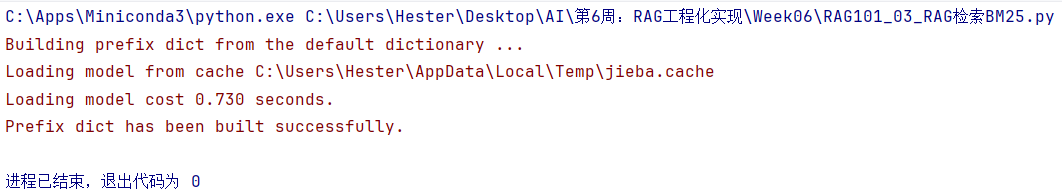 C:\Apps\Miniconda3\python.exe C:\Users\Hester\Desktop\AI\第6周：RAG工程化实现\Week06\RAG101_03_RAG检索BM25.py
Building prefix dict from the default dictionary ...
Loading model from cache C:\Users\Hester\AppData\Local\Temp\jieba.cache
Loading model cost 0.730 seconds.
Prefix dict has been built successfully.
进程已结束，退出代码为 0